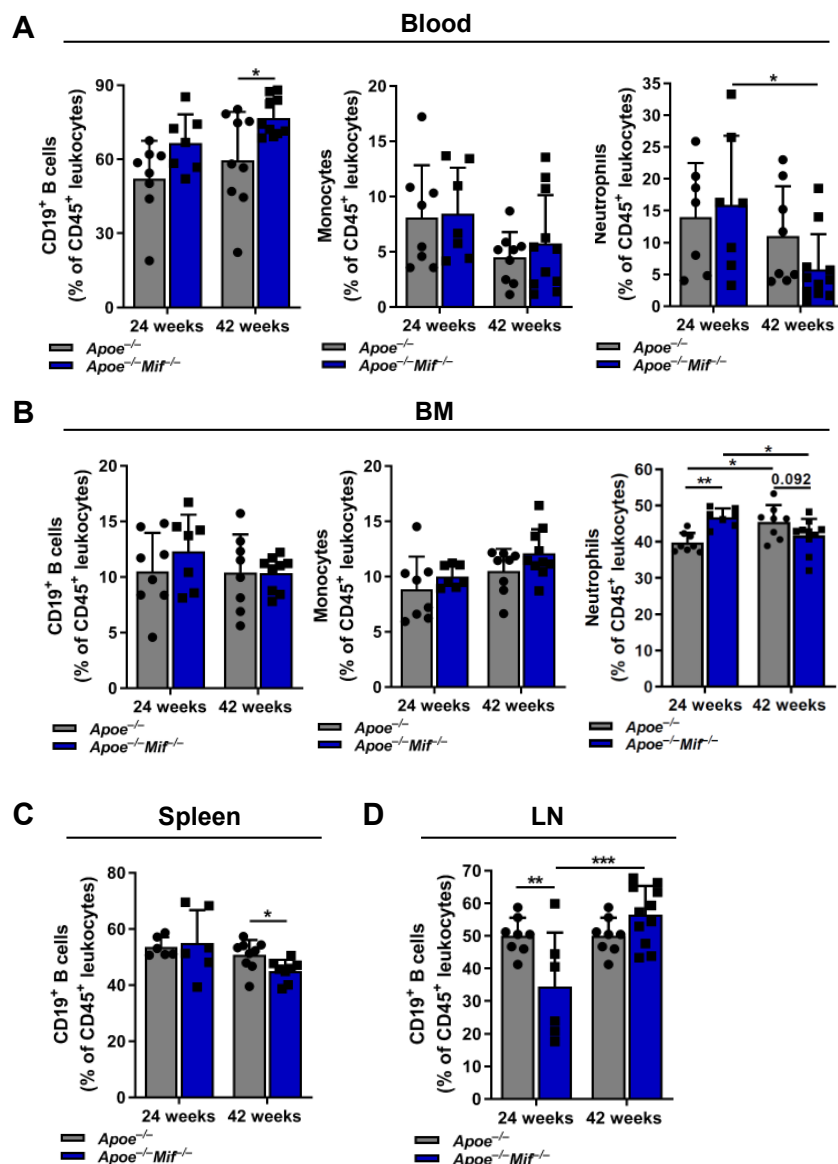 A
Blood
CD19⁺ B cells
(% of CD45⁺ leukocytes)
90
60
30
0
*
24 weeks 42 weeks
Apoe⁻/⁻
Apoe⁻/⁻Mif⁻/⁻
Monocytes
(% of CD45⁺ leukocytes)
20
15
10
5
0
24 weeks 42 weeks
Apoe⁻/⁻
Apoe⁻/⁻Mif⁻/⁻
Neutrophils
(% of CD45⁺ leukocytes)
35
30
25
20
15
10
5
0
*
24 weeks 42 weeks
Apoe⁻/⁻
Apoe⁻/⁻Mif⁻/⁻
B
BM
CD19⁺ B cells
(% of CD45⁺ leukocytes)
20
15
10
5
0
24 weeks 42 weeks
Apoe⁻/⁻
Apoe⁻/⁻Mif⁻/⁻
Monocytes
(% of CD45⁺ leukocytes)
20
15
10
5
0
24 weeks 42 weeks
Apoe⁻/⁻
Apoe⁻/⁻Mif⁻/⁻
Neutrophils
(% of CD45⁺ leukocytes)
60
50
40
30
20
10
0
*
*
** 0.092
24 weeks 42 weeks
Apoe⁻/⁻
Apoe⁻/⁻Mif⁻/⁻
C
Spleen
CD19⁺ B cells
(% of CD45⁺ leukocytes)
80
60
40
20
0
*
24 weeks 42 weeks
Apoe⁻/⁻
Apoe⁻/⁻Mif⁻/⁻
D
LN
CD19⁺ B cells
(% of CD45⁺ leukocytes)
70
60
50
40
30
20
10
0
***
**
24 weeks 42 weeks
Apoe⁻/⁻
Apoe⁻/⁻Mif⁻/⁻